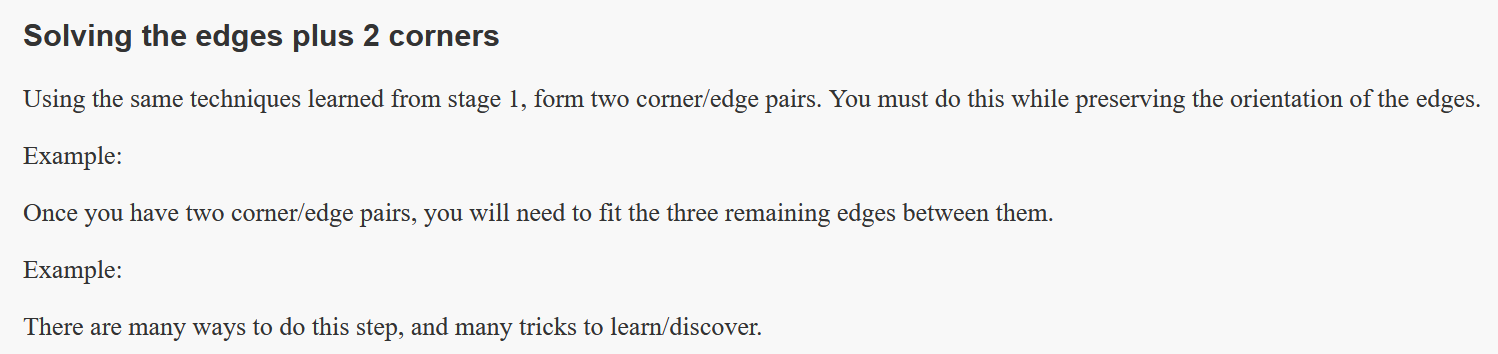 Solving the edges plus 2 corners
Using the same techniques learned from stage 1, form two corner/edge pairs. You must do this while preserving the orientation of the edges.
Example:
Once you have two corner/edge pairs, you will need to fit the three remaining edges between them.
Example:
There are many ways to do this step, and many tricks to learn/discover.